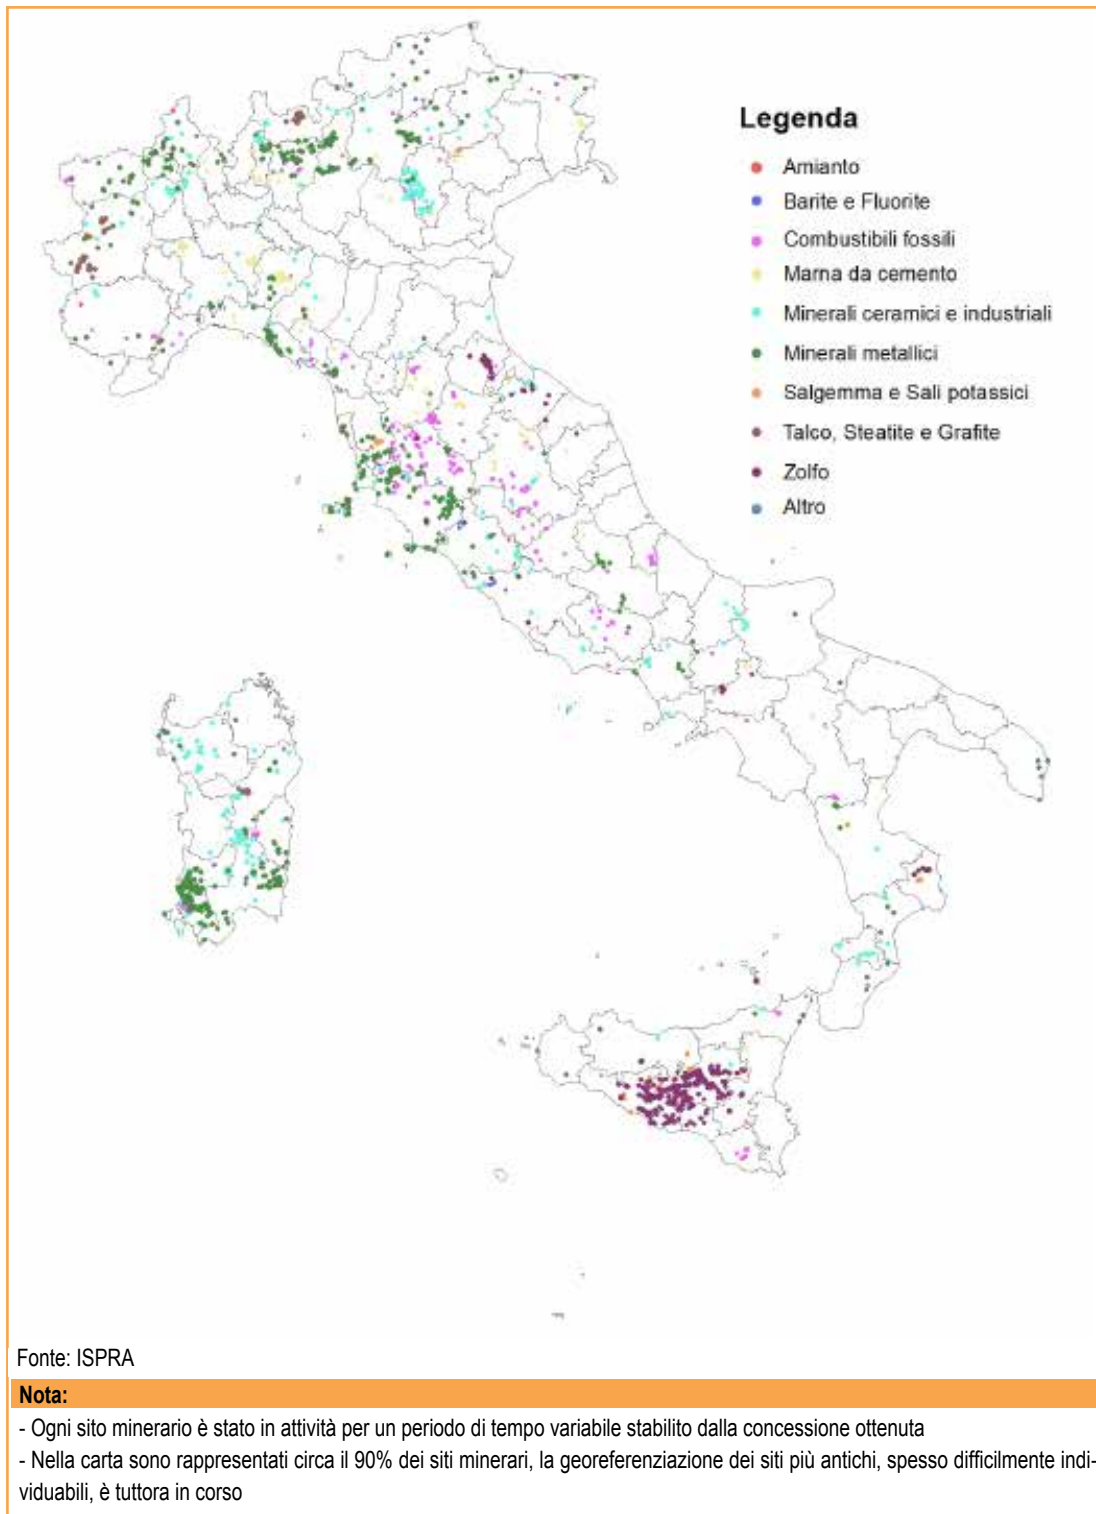 Legenda
Amianto
Barite e Fluorite
Combustibili fossili
Marna da cemento
Minerali ceramici e industriali
Minerali metallici
Salgemma e Sali potassici
Talco, Steatite e Grafite
Zolfo
Altro
Fonte: ISPRA
Nota:
- Ogni sito minerario è stato in attività per un periodo di tempo variabile stabilito dalla concessione ottenuta
- Nella carta sono rappresentati circa il 90% dei siti minerari, la georeferenziazione dei siti più antichi, spesso difficilmente indi-
viduabili, è tuttora in corso